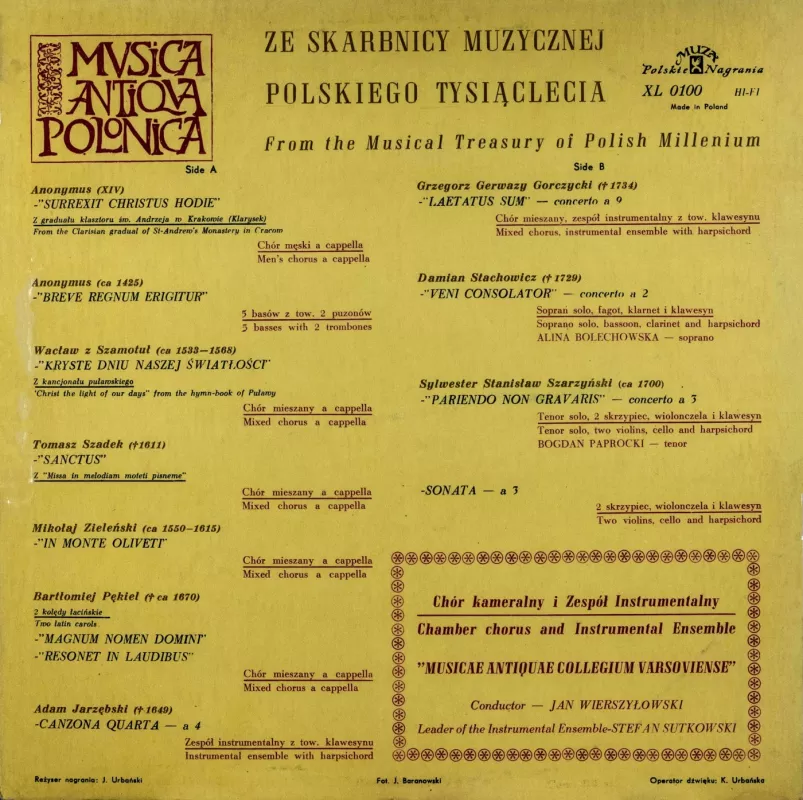 MVSICA
ANTIQVA
POLONICA
ZE SKARBNICY MUZYCZNEJ
POLSKIEGO TYSIĄCLECIA
From the Musical Treasury of Polish Millenium
MUZA
Polskie Nagrania
XL 0100 HI-FI
Made in Poland
Side A
Anonymus (XIV)
-"SURREXIT CHRISTUS HODIE"
Z graduału klasztoru św. Andrzeja w Krakowie (Klarysek)
From the Clarisian gradual of St-Andrew's Monastery in Cracow
Chór męski a cappella
Men's chorus a cappella
Anonymus (ca 1425)
-"BREVE REGNUM ERIGITUR"
5 basów z tow. 2 puzonów
5 basses with 2 trombones
Wacław z Szamotuł (ca 1533—1568)
-"KRYSTE DNIU NASZEJ ŚWIATŁOŚCI"
Z kancjonału puławskiego
'Christ the light of our days" from the hymn-book of Puławy
Chór mieszany a cappella
Mixed chorus a cappella
Tomasz Szadek (†1611)
-"SANCTUS"
Z "Missa in melodiam moteti pisneme"
Chór mieszany a cappella
Mixed chorus a cappella
Mikołaj Zieleński (ca 1550—1615)
-"IN MONTE OLIVETI"
Chór mieszany a cappella
Mixed chorus a cappella
Bartłomiej Pękiel († ca 1670)
2 kolędy łacińskie
Two latin carols
-"MAGNUM NOMEN DOMINI"
-"RESONET IN LAUDIBUS"
Chór mieszany a cappella
Mixed chorus a cappella
Adam Jarzębski († 1649)
-CANZONA QUARTA — a 4
Zespół instrumentalny z tow. klawesynu
Instrumental ensemble with harpsichord
Side B
Grzegorz Gerwazy Gorczycki († 1734)
-"LAETATUS SUM" — concerto a 9
Chór mieszany, zespół instrumentalny z tow. klawesynu
Mixed chorus, instrumental ensemble with harpsichord
Damian Stachowicz († 1729)
-"VENI CONSOLATOR" — concerto a 2
Sopran solo, fagot, klarnet i klawesyn
Soprano solo, bassoon, clarinet and harpsichord
ALINA BOLECHOWSKA — soprano
Sylwester Stanisław Szarzyński (ca 1700)
-"PARIENDO NON GRAVARIS" — concerto a 3
Tenor solo, 2 skrzypiec, wiolonczela i klawesyn
Tenor solo, two violins, cello and harpsichord
BOGDAN PAPROCKI — tenor
-SONATA — a 3
2 skrzypiec, wiolonczela i klawesyn
Two violins, cello and harpsichord
Chór kameralny i Zespół Instrumentalny
Chamber chorus and Instrumental Ensemble
"MUSICAE ANTIQUAE COLLEGIUM VARSOVIENSE"
Conductor — JAN WIERSZYŁOWSKI
Leader of the Instrumental Ensemble-STEFAN SUTKOWSKI
Reżyser nagrania: J. Urbański
Fot. J. Baranowski
Operator dźwięku: K. Urbańska